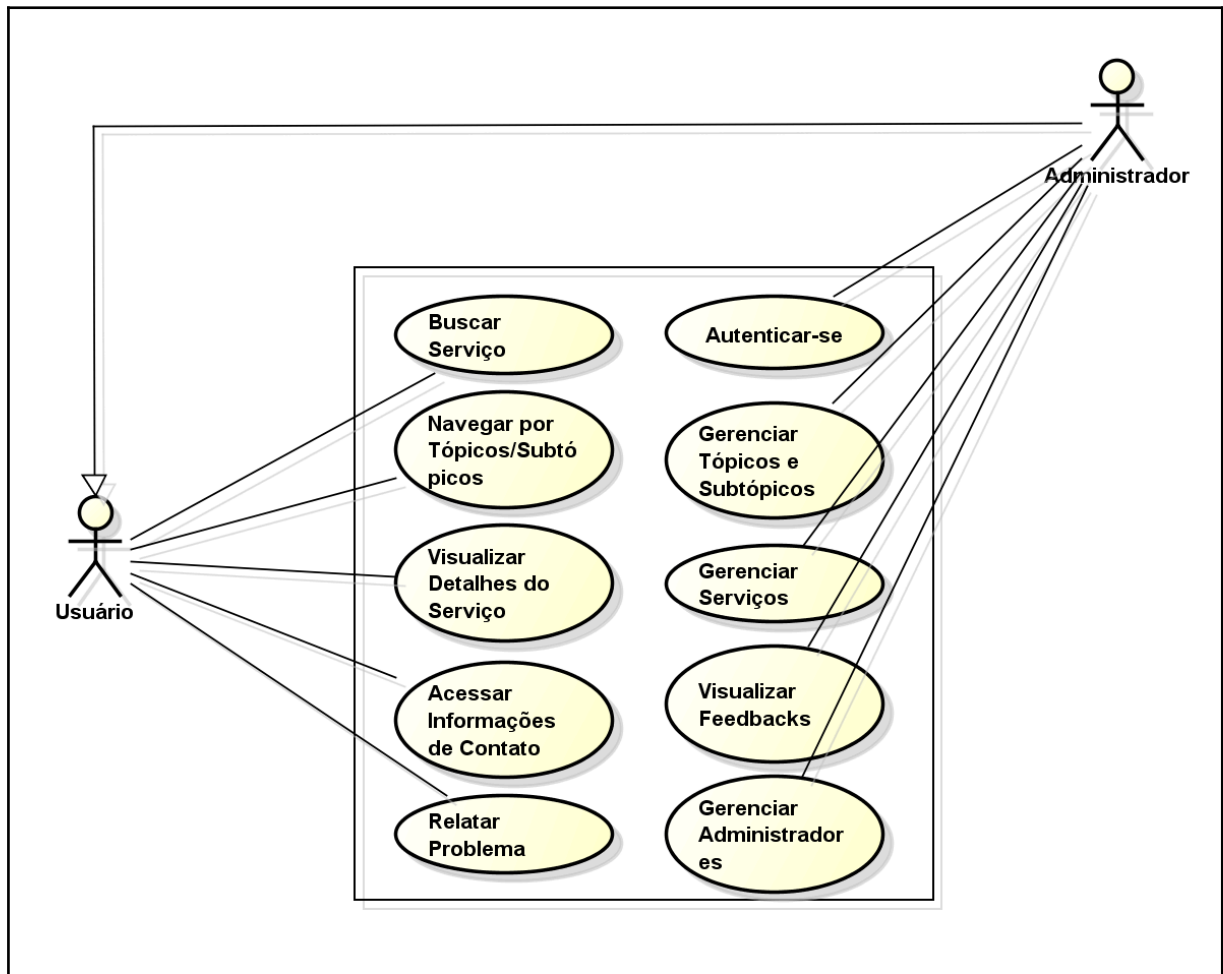 Administrador
Usuário
Buscar
Serviço
Navegar por
Tópicos/Subtó
picos
Visualizar
Detalhes do
Serviço
Acessar
Informações
de Contato
Relatar
Problema
Autenticar-se
Gerenciar
Tópicos e
Subtópicos
Gerenciar
Serviços
Visualizar
Feedbacks
Gerenciar
Administrador
es